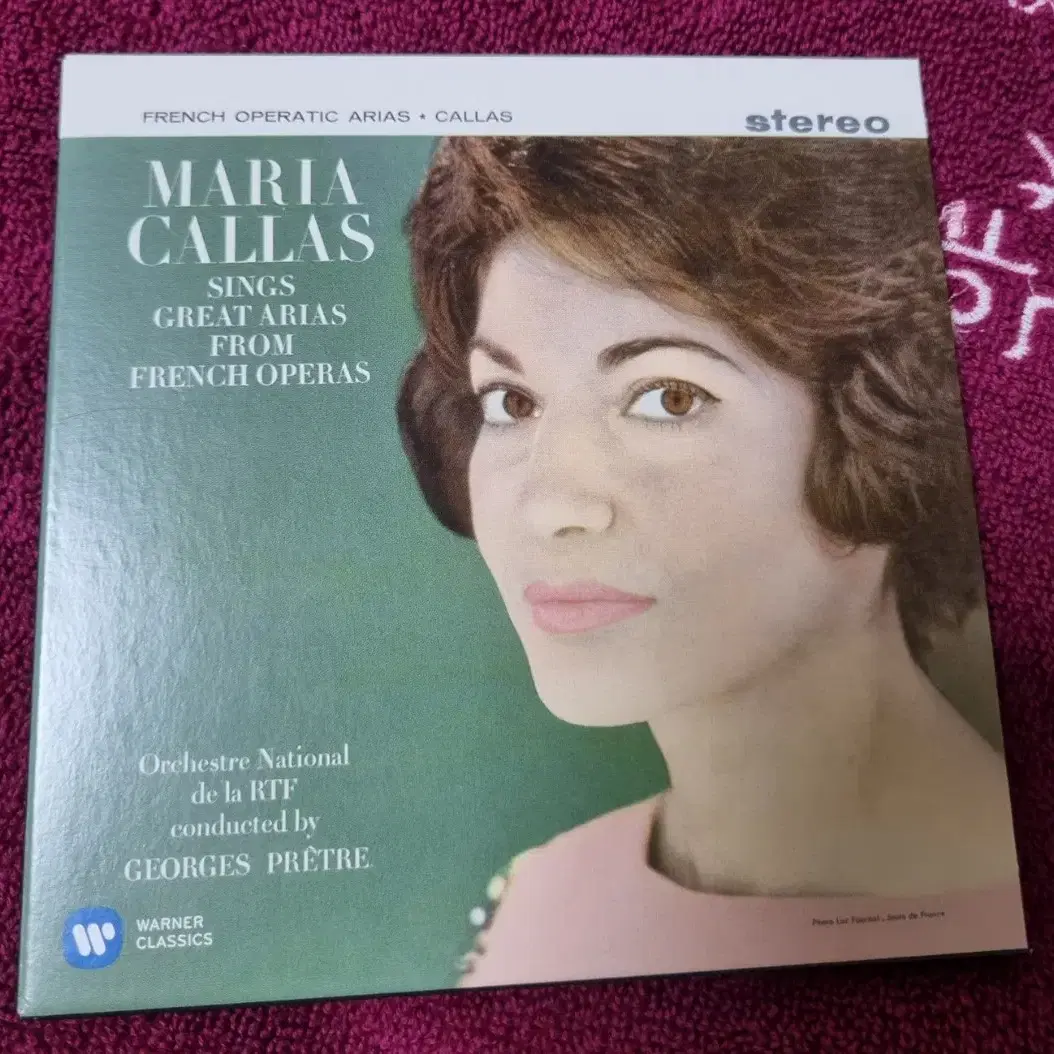 FRENCH OPERATIC ARIAS • CALLAS
stereo
MARIA
CALLAS
SINGS
GREAT ARIAS
FROM
FRENCH OPERAS
Orchestre National
de la RTF
conducted by
GEORGES PRÊTRE
WARNER
CLASSICS